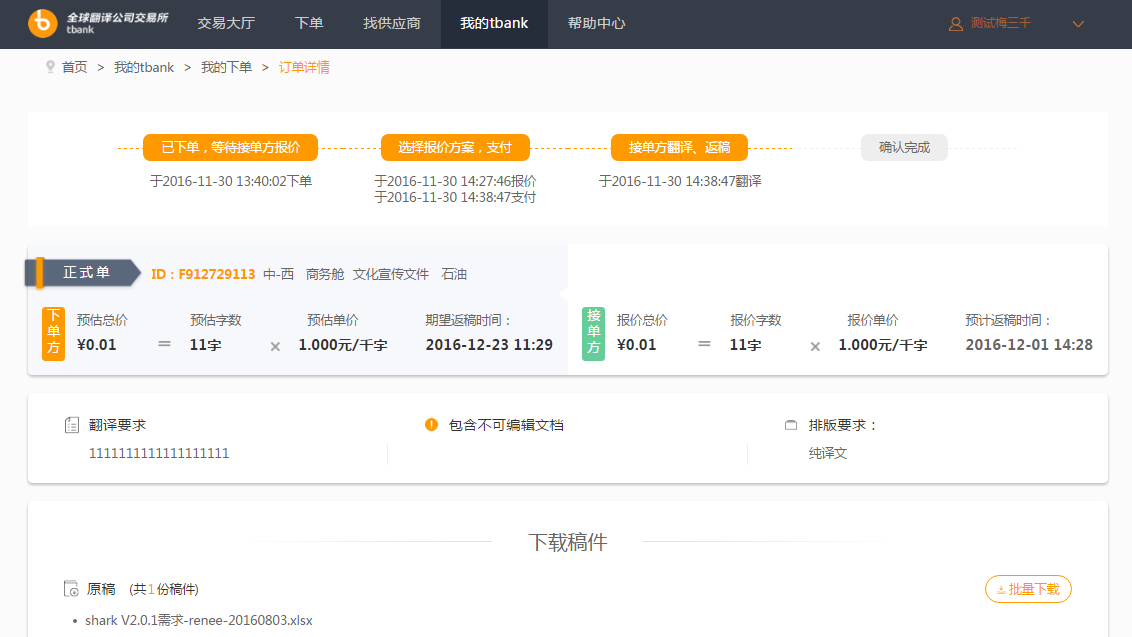 全球翻译公司交易所
tbank
交易大厅 下单 找供应商 我的tbank 帮助中心 测试梅三千
首页 > 我的tbank > 我的下单 > 订单详情
已下单，等待接单方报价 选择报价方案，支付 接单方翻译、返稿 确认完成
于2016-11-30 13:40:02下单 于2016-11-30 14:27:46报价 于2016-11-30 14:38:47翻译
于2016-11-30 14:38:47支付
正式单 ID：F912729113 中-西 商务舱 文化宣传文件 石油
下单方 预估总价 预估字数 预估单价 期望返稿时间：
¥0.01 = 11字 × 1.000元/千字 2016-12-23 11:29
接单方 报价总价 报价字数 报价单价 预计返稿时间：
¥0.01 = 11字 × 1.000元/千字 2016-12-01 14:28
翻译要求 包含不可编辑文档 排版要求：
1111111111111111111 纯译文
下载稿件
原稿 (共1份稿件) 批量下载
• shark V2.0.1需求-renee-20160803.xlsx